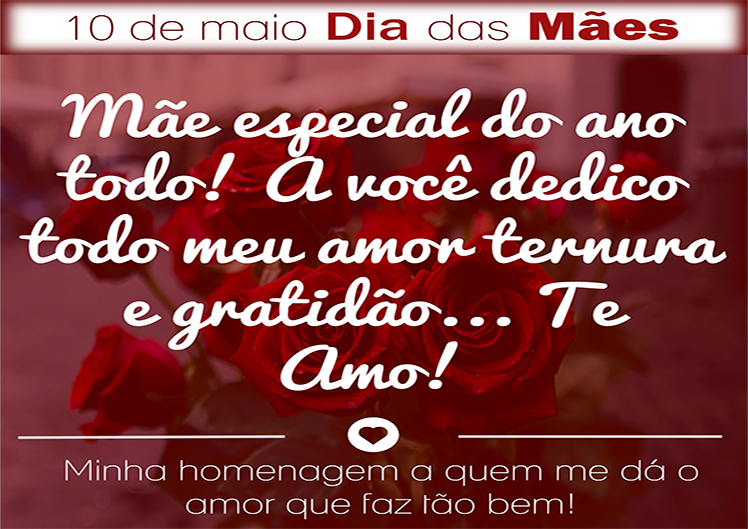 10 de maio Dia das Mães
Mãe especial do ano
todo! A você dedico
todo meu amor ternura
e gratidão... Te
Amo!
Minha homenagem a quem me dá o
amor que faz tão bem!